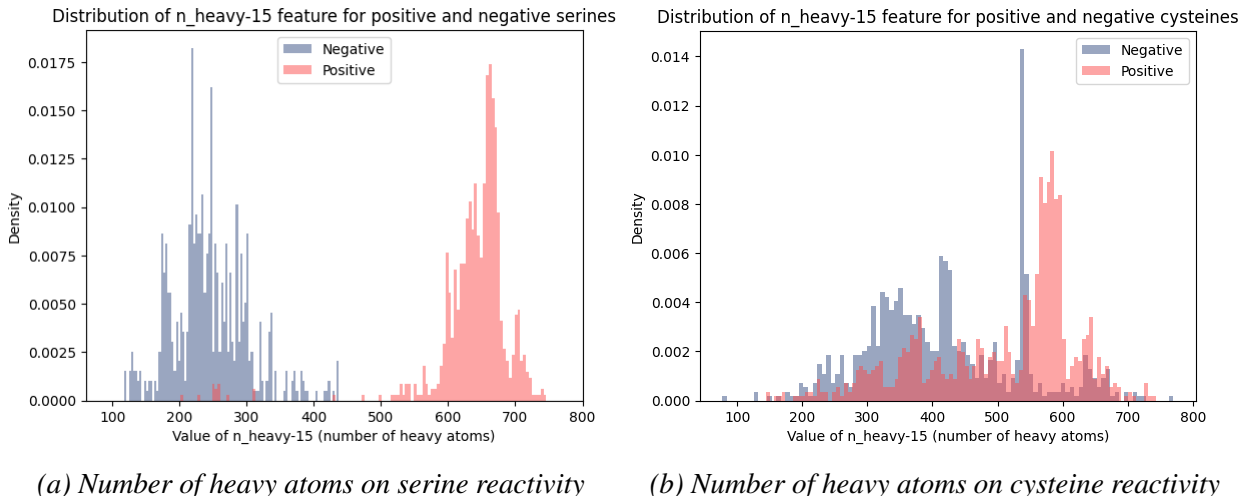 Distribution of n_heavy-15 feature for positive and negative serines
Negative
Positive
0.0175
0.0150
0.0125
0.0100
0.0075
0.0050
0.0025
0.0000
Density
100 200 300 400 500 600 700 800
Value of n_heavy-15 (number of heavy atoms)
(a) Number of heavy atoms on serine reactivity
Distribution of n_heavy-15 feature for positive and negative cysteines
Negative
Positive
0.014
0.012
0.010
0.008
0.006
0.004
0.002
0.000
Density
100 200 300 400 500 600 700 800
Value of n_heavy-15 (number of heavy atoms)
(b) Number of heavy atoms on cysteine reactivity